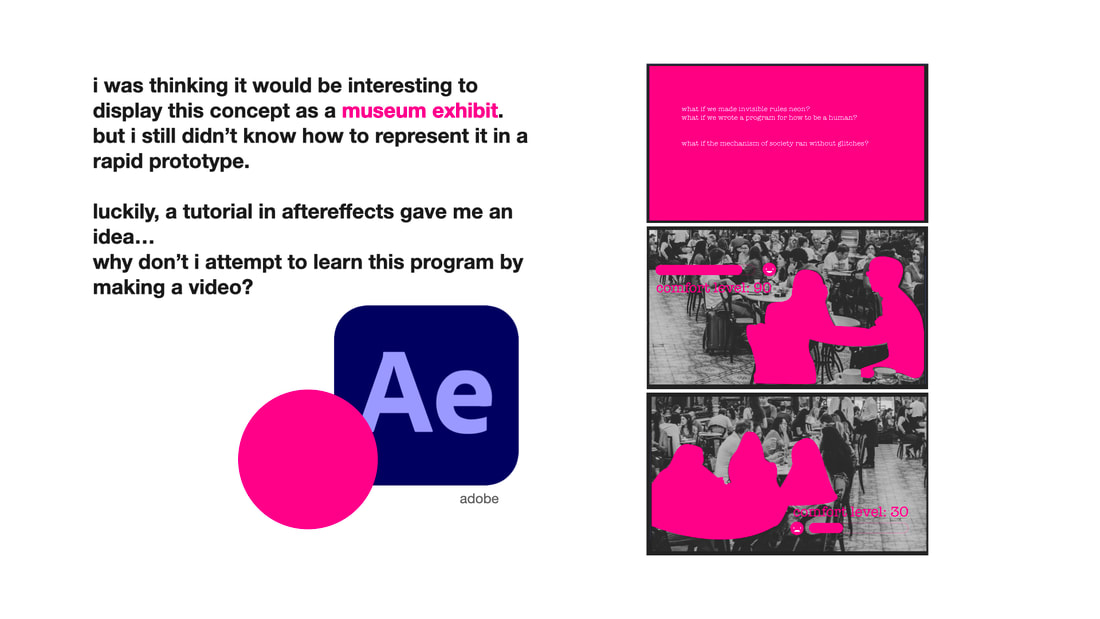 i was thinking it would be interesting to
display this concept as a museum exhibit.
but i still didn’t know how to represent it in a
rapid prototype.
luckily, a tutorial in aftereffects gave me an
idea…
why don’t i attempt to learn this program by
making a video?
Ae
adobe
what if we made invisible rules neon?
what if we wrote a program for how to be a human?
what if the mechanism of society ran without glitches?
comfort level: 90
comfort level: 30